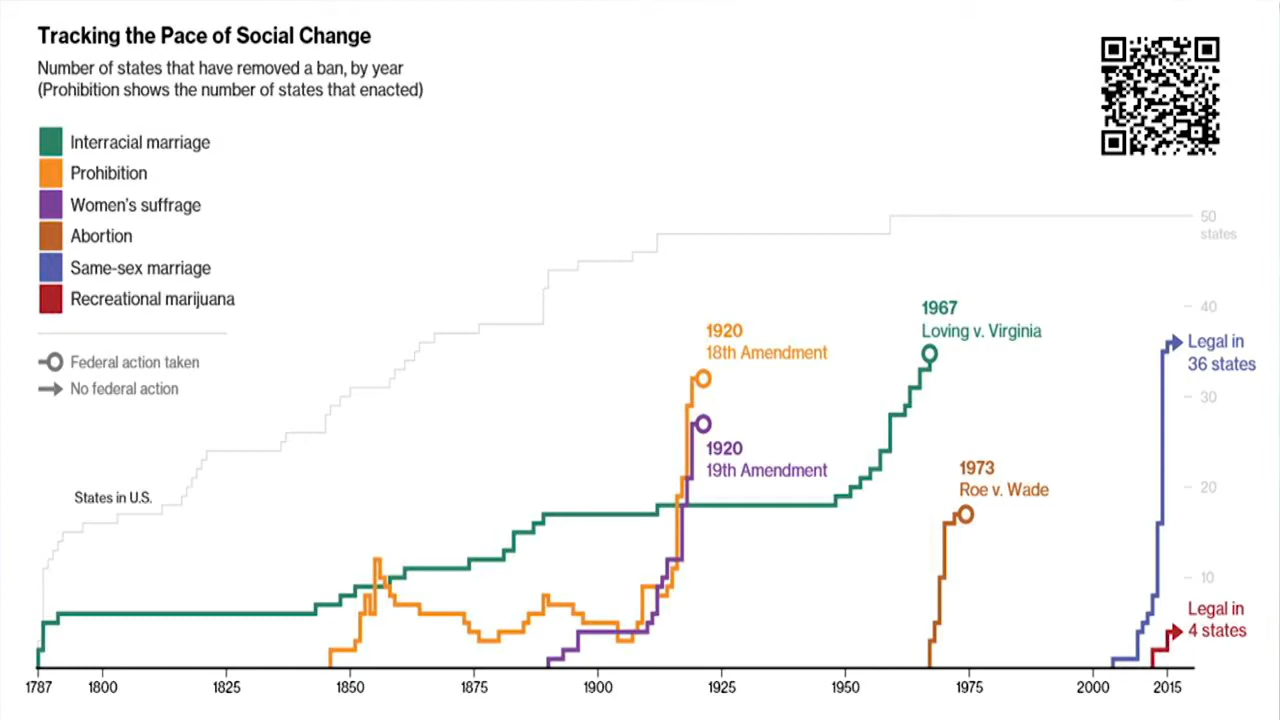 Tracking the Pace of Social Change
Number of states that have removed a ban, by year
(Prohibition shows the number of states that enacted)
Interracial marriage
Prohibition
Women's suffrage
Abortion
Same-sex marriage
Recreational marijuana
Federal action taken
No federal action
States in U.S.
50
states
40
30
20
10
1967
Loving v. Virginia
1920
18th Amendment
1920
19th Amendment
1973
Roe v. Wade
Legal in
36 states
Legal in
4 states
1787 1800 1825 1850 1875 1900 1925 1950 1975 2000 2015